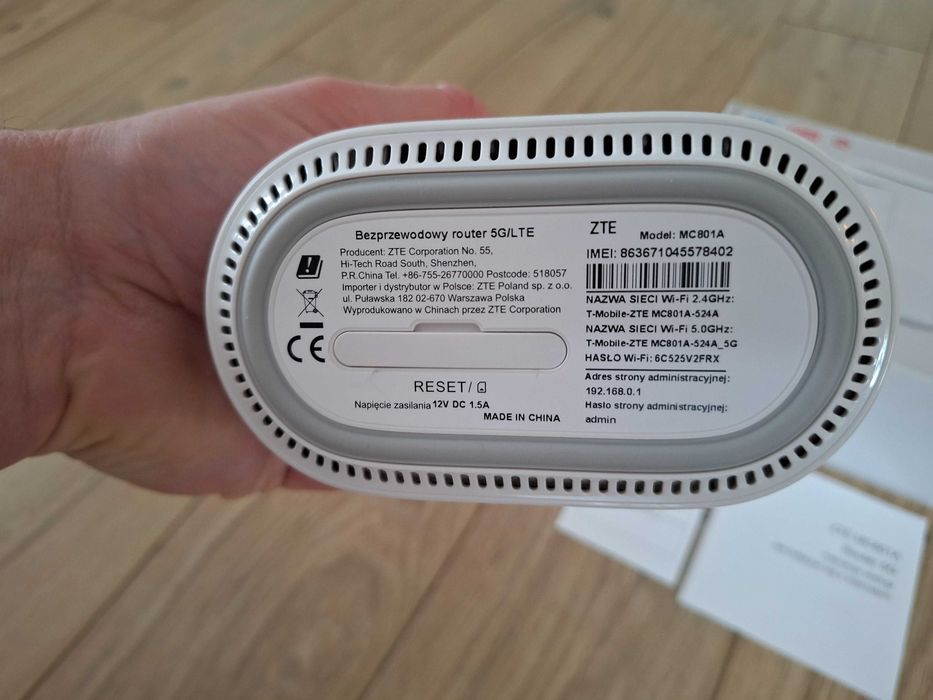 Bezprzewodowy router 5G/LTE
Producent: ZTE Corporation No. 55,
Hi-Tech Road South, Shenzhen,
P.R.China Tel. +86-755-26770000 Postcode: 518057
Importer i dystrybutor w Polsce: ZTE Poland sp. z o.o.
ul. Puławska 182 02-670 Warszawa Polska
Wyprodukowano w Chinach przez ZTE Corporation
CE
RESET/
Napięcie zasilania 12V DC 1.5A
MADE IN CHINA
ZTE Model: MC801A
IMEI: 863671045578402
NAZWA SIECI Wi-Fi 2.4GHz:
T-Mobile-ZTE MC801A-524A
NAZWA SIECI Wi-Fi 5.0GHz:
T-Mobile-ZTE MC801A-524A_5G
HASŁO Wi-Fi: 6C525V2FRX
Adres strony administracyjnej:
192.168.0.1
Hasło strony administracyjnej:
admin